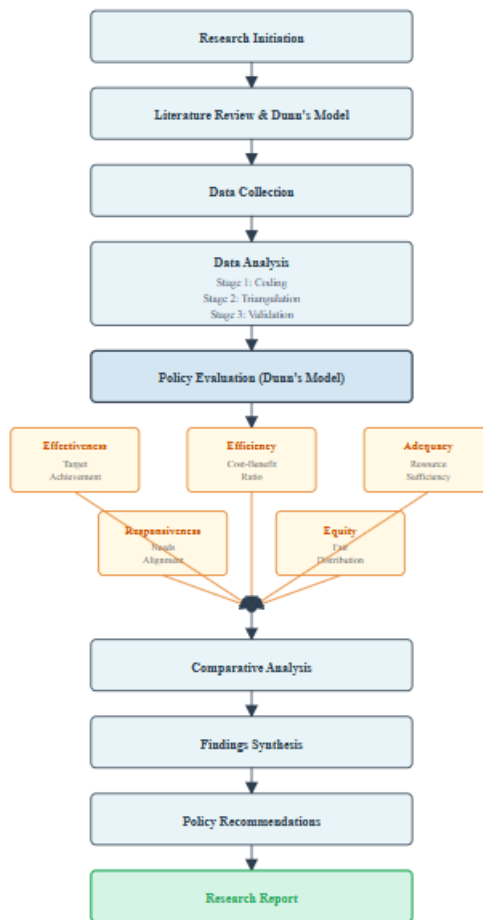 Research Initiation
Literature Review & Dunn's Model
Data Collection
Data Analysis
Stage 1: Coding
Stage 2: Triangulation
Stage 3: Validation
Policy Evaluation (Dunn's Model)
Effectiveness
Target
Achievement
Efficiency
Cost-Benefit
Ratio
Adequacy
Resource
Sufficiency
Responsiveness
Needs
Alignment
Equity
Fair
Distribution
Comparative Analysis
Findings Synthesis
Policy Recommendations
Research Report